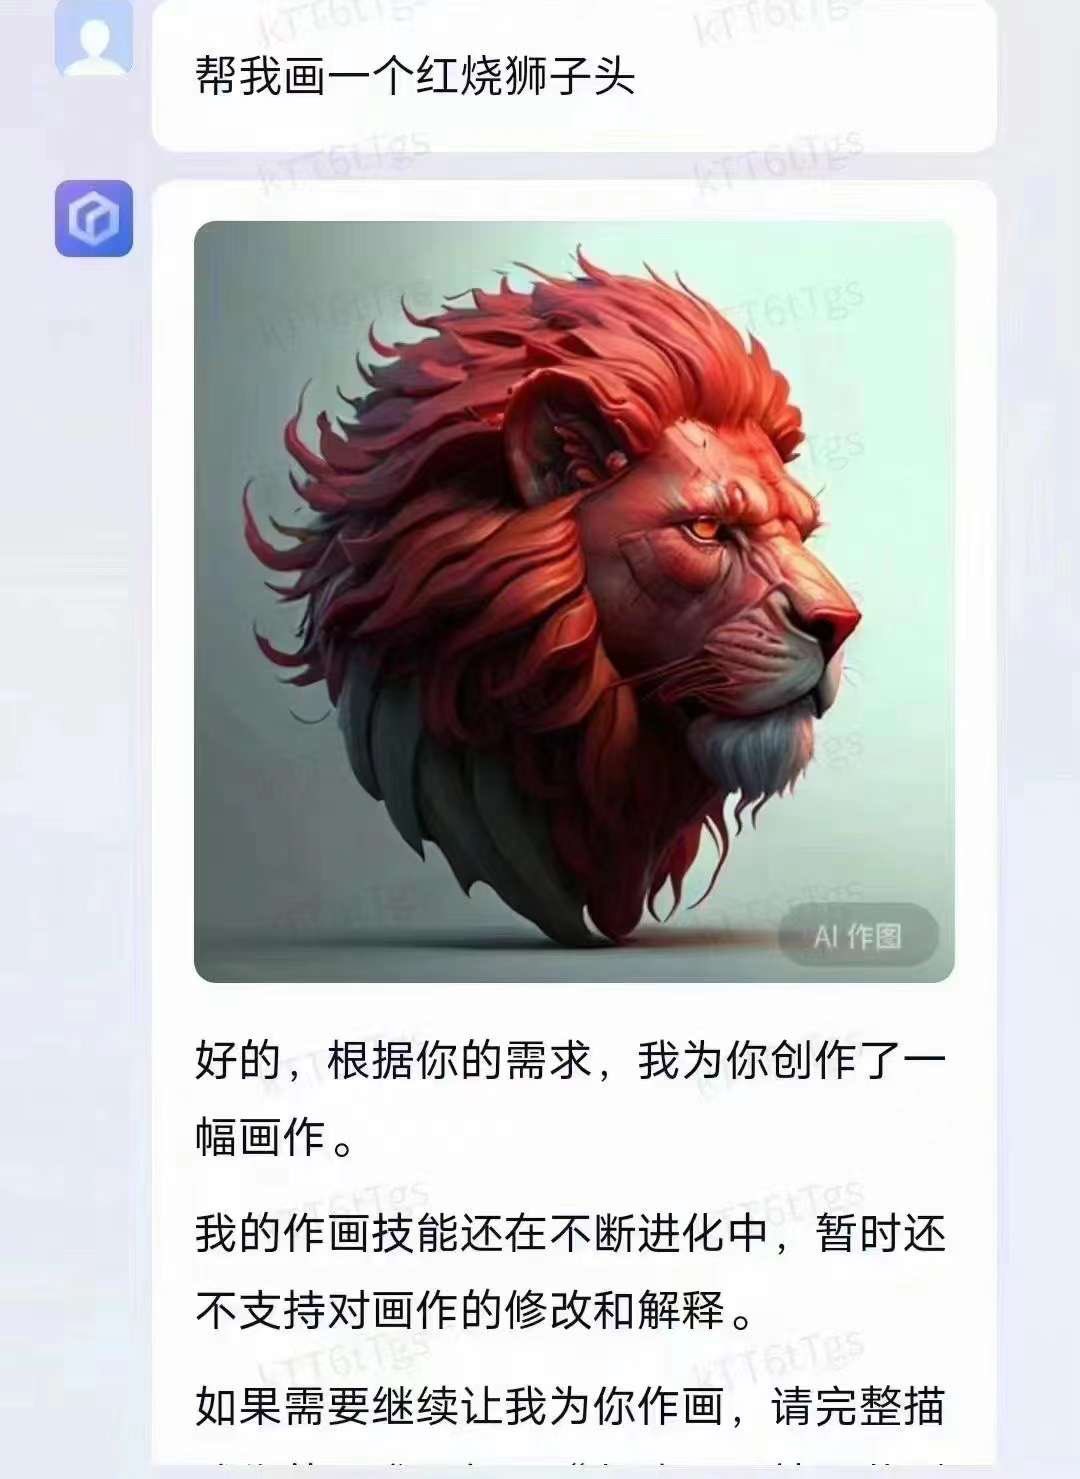 帮我画一个红烧狮子头
AI 作图
好的，根据你的需求，我为你创作了一
幅画作。
我的作画技能还在不断进化中，暂时还
不支持对画作的修改和解释。
如果需要继续让我为你作画，请完整描
kTT6tTgs